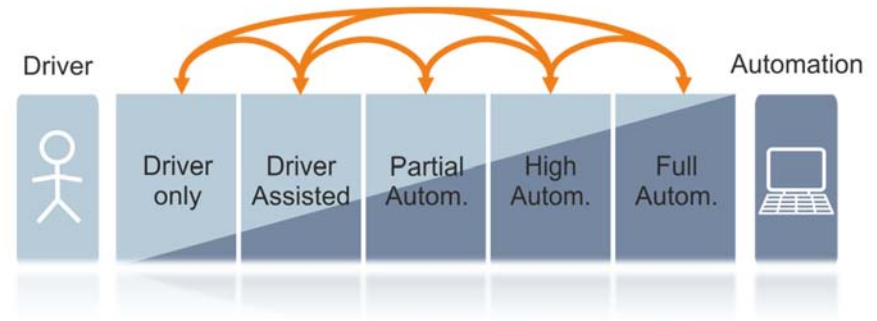 Driver
Automation
Driver
only
Driver
Assisted
Partial
Autom.
High
Autom.
Full
Autom.